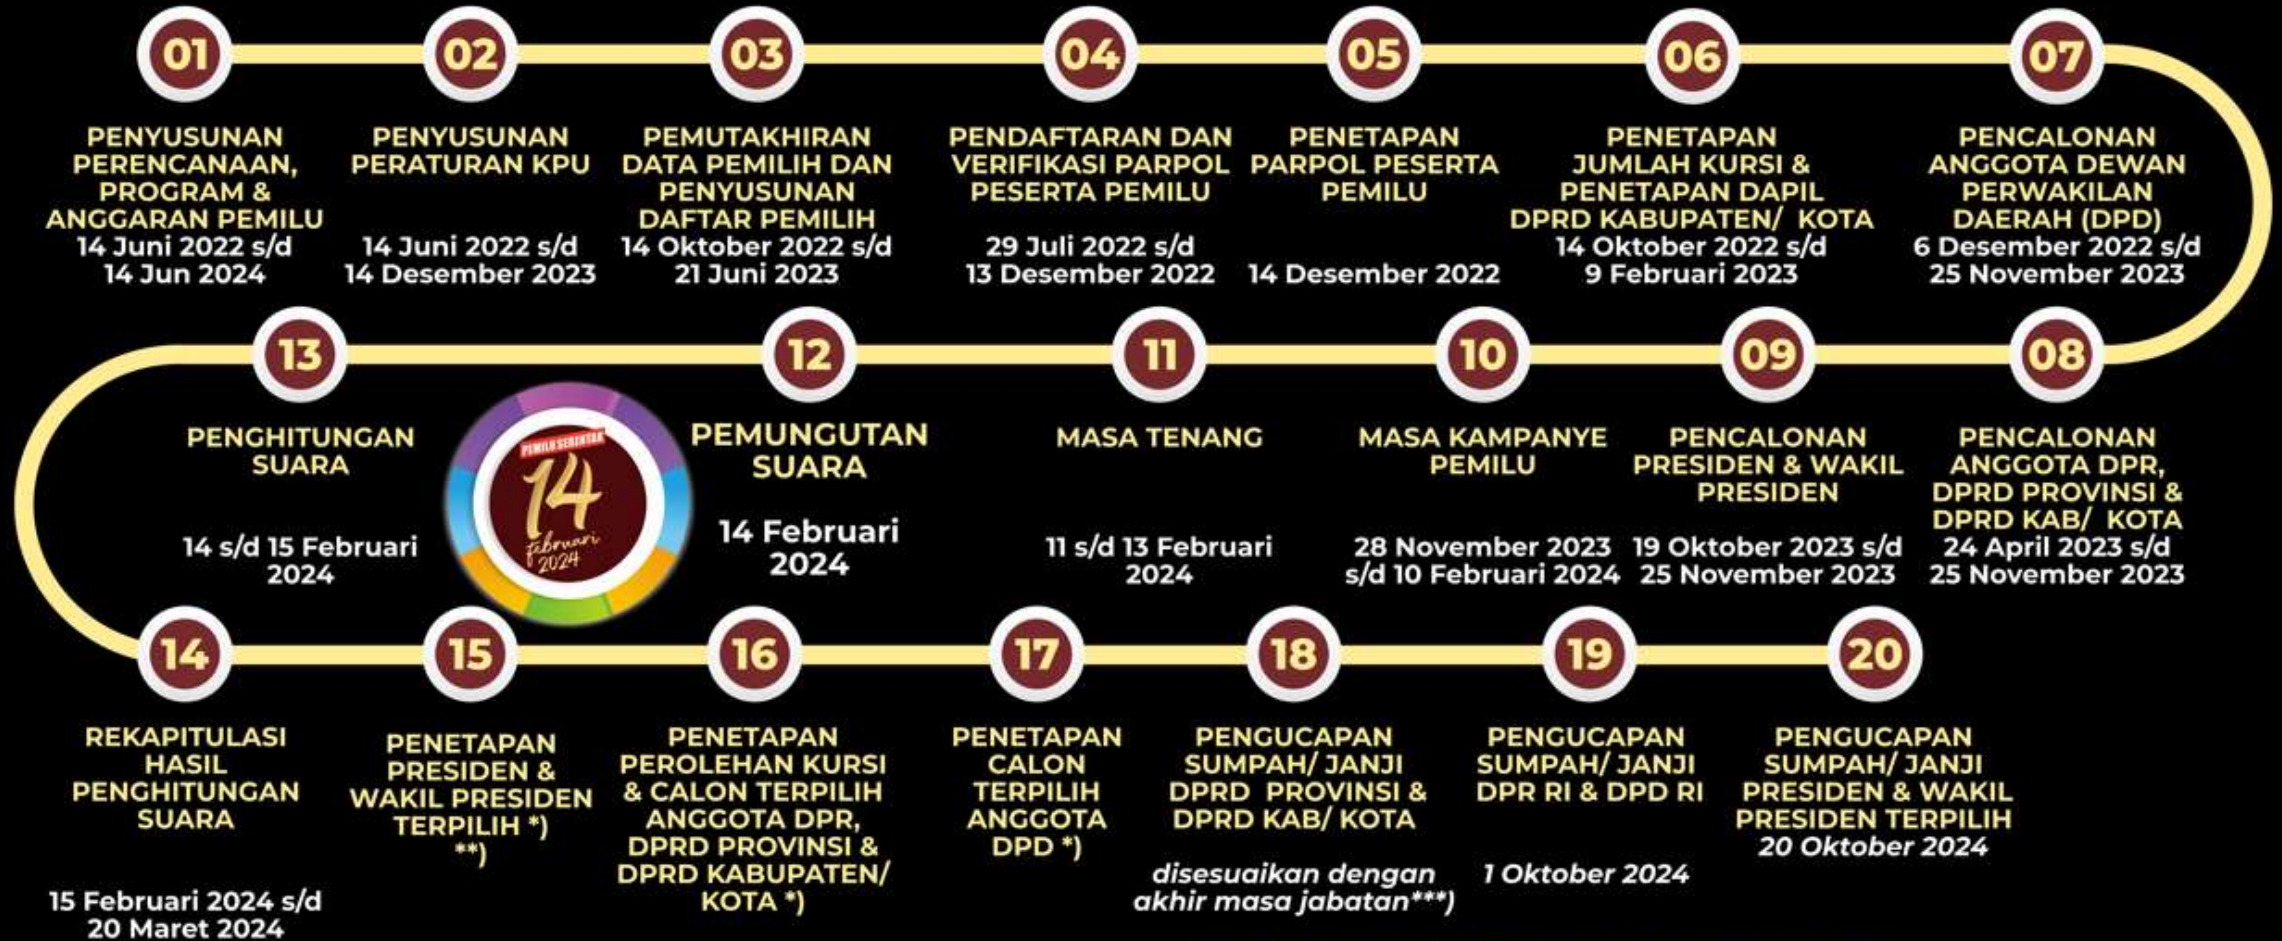 01
PENYUSUNAN
PERENCANAAN,
PROGRAM &
ANGGARAN PEMILU
14 Juni 2022 s/d
14 Jun 2024
02
PENYUSUNAN
PERATURAN KPU
14 Juni 2022 s/d
14 Desember 2023
03
PEMUTAKHIRAN
DATA PEMILIH DAN
PENYUSUNAN
DAFTAR PEMILIH
14 Oktober 2022 s/d
21 Juni 2023
04
PENDAFTARAN DAN
VERIFIKASI PARPOL
PESERTA PEMILU
29 Juli 2022 s/d
13 Desember 2022
05
PENETAPAN
PARPOL PESERTA
PEMILU
14 Desember 2022
06
PENETAPAN
JUMLAH KURSI &
PENETAPAN DAPIL
DPRD KABUPATEN/ KOTA
14 Oktober 2022 s/d
9 Februari 2023
07
PENCALONAN
ANGGOTA DEWAN
PERWAKILAN
DAERAH (DPD)
6 Desember 2022 s/d
25 November 2023
08
PENCALONAN
ANGGOTA DPR,
DPRD PROVINSI &
DPRD KAB/ KOTA
24 April 2023 s/d
25 November 2023
09
PENCALONAN
PRESIDEN & WAKIL
PRESIDEN
19 Oktober 2023 s/d
25 November 2023
10
MASA KAMPANYE
PEMILU
28 November 2023
s/d 10 Februari 2024
11
MASA TENANG
11 s/d 13 Februari
2024
12
PEMUNGUTAN
SUARA
14 Februari
2024
PEMILU SERENTAK
14
februari
2024
13
PENGHITUNGAN
SUARA
14 s/d 15 Februari
2024
14
REKAPITULASI
HASIL
PENGHITUNGAN
SUARA
15 Februari 2024 s/d
20 Maret 2024
15
PENETAPAN
PRESIDEN &
WAKIL PRESIDEN
TERPILIH *)
**)
16
PENETAPAN
PEROLEHAN KURSI
& CALON TERPILIH
ANGGOTA DPR,
DPRD PROVINSI &
DPRD KABUPATEN/
KOTA *)
17
PENETAPAN
CALON
TERPILIH
ANGGOTA
DPD *)
18
PENGUCAPAN
SUMPAH/ JANJI
DPRD PROVINSI &
DPRD KAB/ KOTA
disesuaikan dengan
akhir masa jabatan***)
19
PENGUCAPAN
SUMPAH/ JANJI
DPR RI & DPD RI
1 Oktober 2024
20
PENGUCAPAN
SUMPAH/ JANJI
PRESIDEN & WAKIL
PRESIDEN TERPILIH
20 Oktober 2024